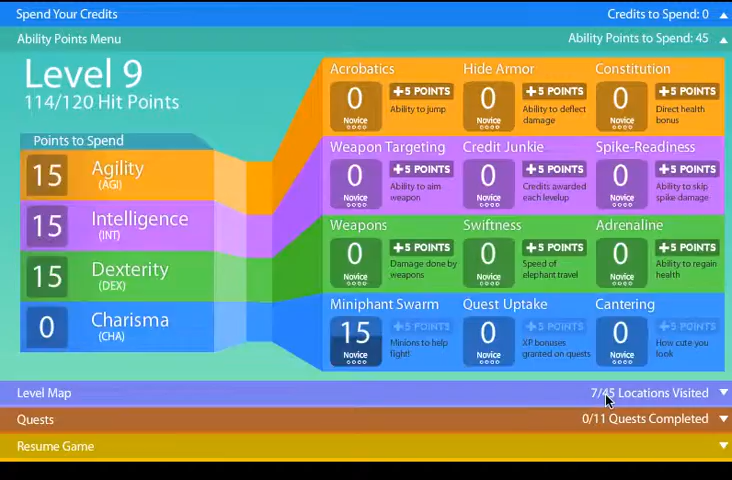 Spend Your Credits
Credits to Spend: 0
Ability Points Menu
Ability Points to Spend: 45
Level 9
114/120 Hit Points
Points to Spend
15
Agility
(AGI)
15
Intelligence
(INT)
15
Dexterity
(DEX)
0
Charisma
(CHA)
Acrobatics
0
Novice
+5 POINTS
Ability to jump
Hide Armor
0
Novice
+5 POINTS
Ability to deflect
damage
Constitution
0
Novice
+5 POINTS
Direct health
bonus
Weapon Targeting
0
Novice
+5 POINTS
Ability to aim
weapon
Credit Junkie
0
Novice
+5 POINTS
Credits awarded
each levelup
Spike-Readiness
0
Novice
+5 POINTS
Ability to skip
spike damage
Weapons
0
Novice
+5 POINTS
Damage done by
weapons
Swiftness
0
Novice
+5 POINTS
Speed of
elephant travel
Adrenaline
0
Novice
+5 POINTS
Ability to regain
health
Miniphant Swarm
15
Novice
+5 POINTS
Minions to help
fight!
Quest Uptake
0
Novice
+5 POINTS
XP bonuses
granted on quests
Cantering
0
Novice
+5 POINTS
How cute you
look
Level Map
7/45 Locations Visited
Quests
0/11 Quests Completed
Resume Game